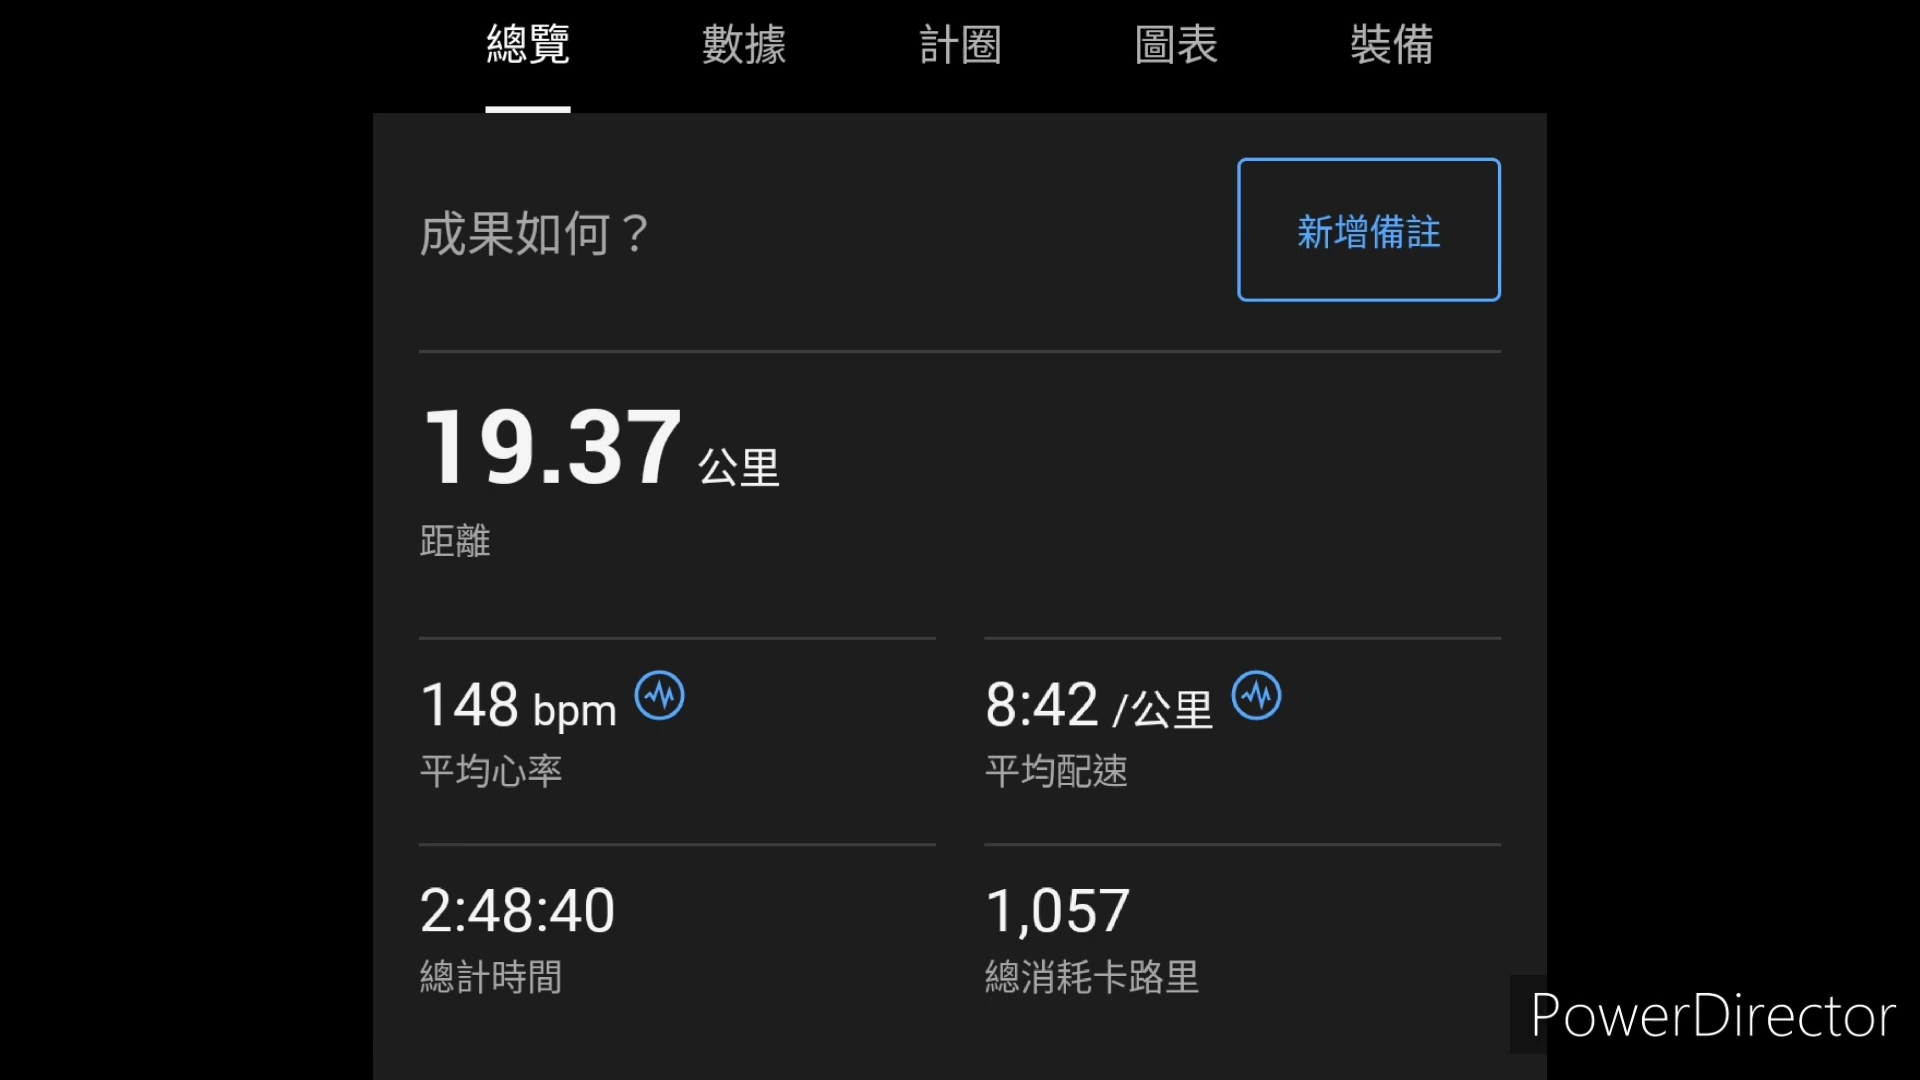 總覽 數據 計圈 圖表 裝備
成果如何？ 新增備註
19.37 公里
距離
148 bpm 8:42 /公里
平均心率 平均配速
2:48:40 1,057
總計時間 總消耗卡路里
PowerDirector